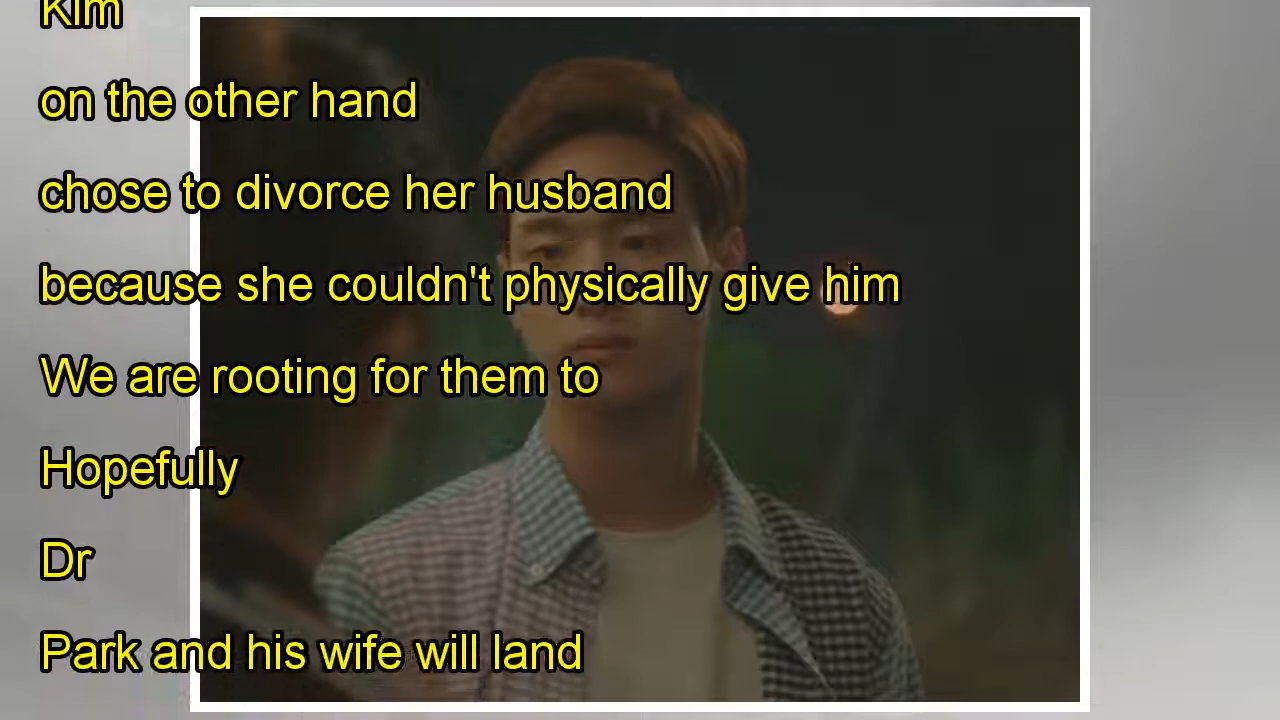 Kim
on the other hand
chose to divorce her husband
because she couldn't physically give him
We are rooting for them to
Hopefully
Dr
Park and his wife will land